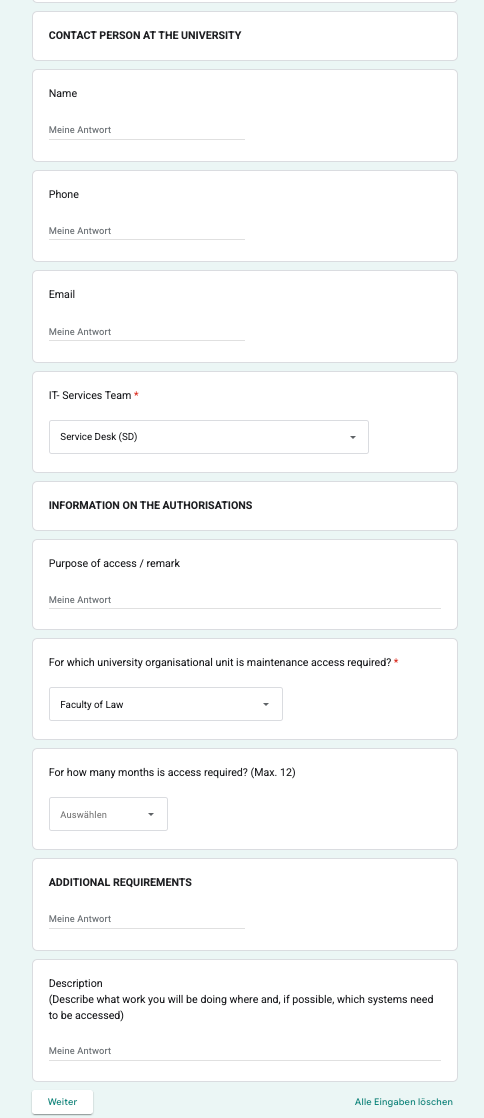 CONTACT PERSON AT THE UNIVERSITY
Name
Meine Antwort
Phone
Meine Antwort
Email
Meine Antwort
IT- Services Team *
Service Desk (SD)
INFORMATION ON THE AUTHORISATIONS
Purpose of access / remark
Meine Antwort
For which university organisational unit is maintenance access required? *
Faculty of Law
For how many months is access required? (Max. 12)
Auswählen
ADDITIONAL REQUIREMENTS
Meine Antwort
Description
(Describe what work you will be doing where and, if possible, which systems need
to be accessed)
Meine Antwort
Weiter
Alle Eingaben löschen